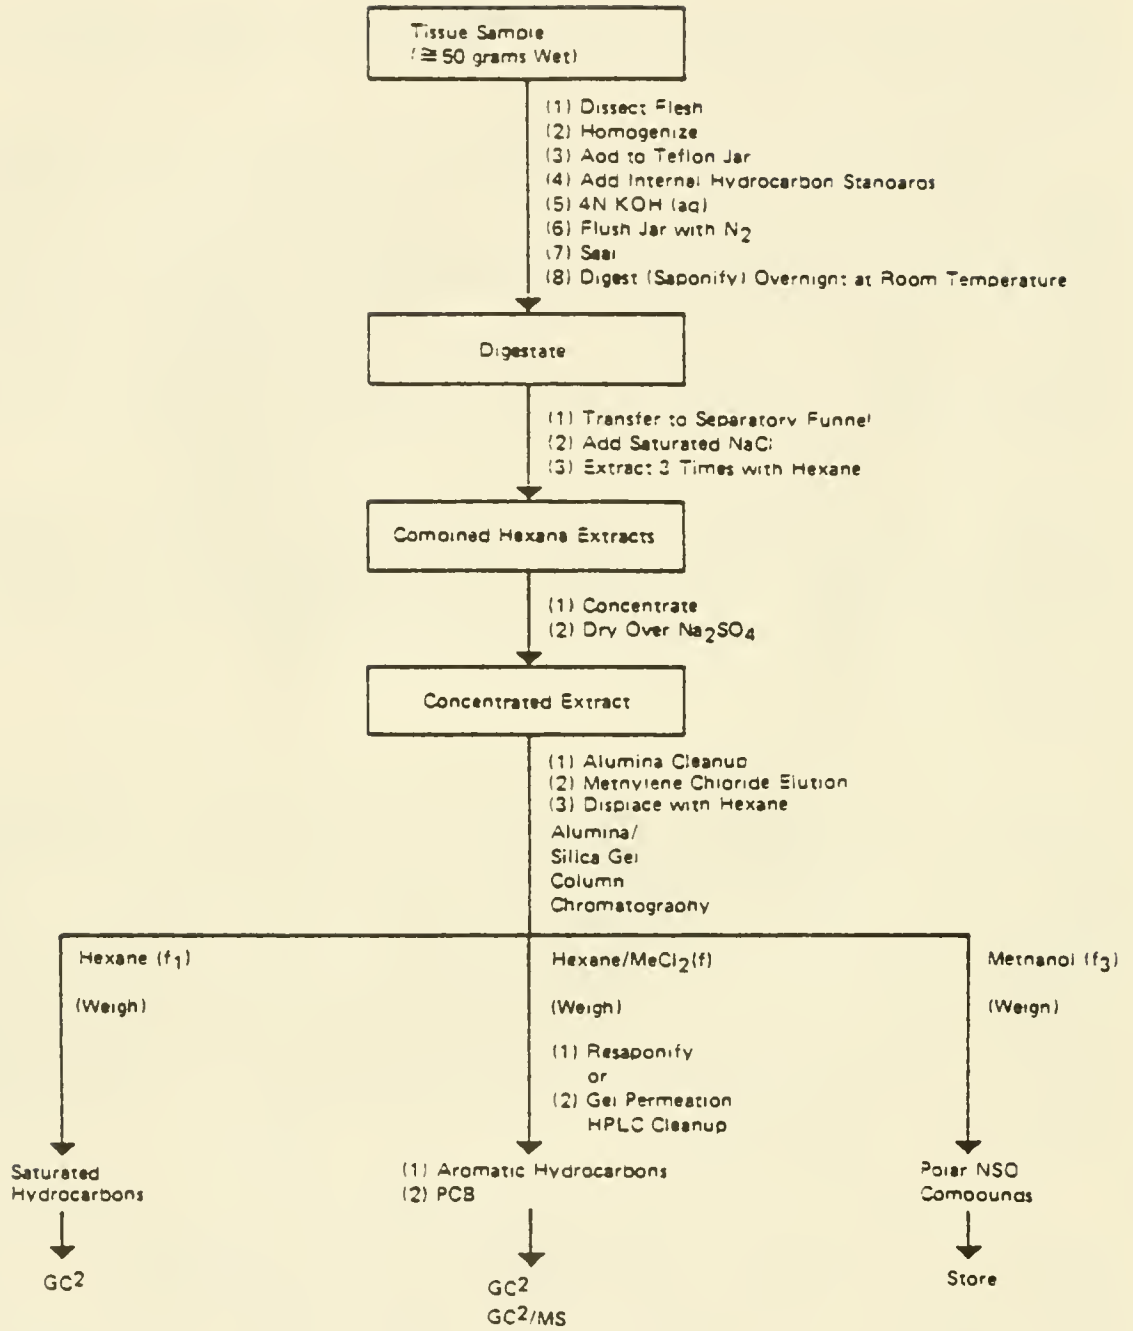 Tissue Sample
(≅ 50 grams Wet)
(1) Dissect Flesh
(2) Homogenize
(3) Add to Teflon Jar
(4) Add Internal Hydrocarbon Standards
(5) 4N KOH (aq)
(6) Flush Jar with N2
(7) Seal
(8) Digest (Saponify) Overnight at Room Temperature
Digestate
(1) Transfer to Separatory Funnel
(2) Add Saturated NaCl
(3) Extract 3 Times with Hexane
Combined Hexana Extracts
(1) Concentrate
(2) Dry Over Na2SO4
Concentrated Extract
(1) Alumina Cleanup
(2) Methylene Chloride Elution
(3) Displace with Hexane
Alumina/
Silica Gel
Column
Chromatography
Hexane (f1)
(Weigh)
Hexane/MeCl2(f)
(Weigh)
(1) Resaponify
or
(2) Gel Permeation
HPLC Cleanup
Methanol (f3)
(Weigh)
Saturated
Hydrocarbons
(1) Aromatic Hydrocarbons
(2) PCB
Polar NSO
Compounds
GC2
GC2
GC2/MS
Store